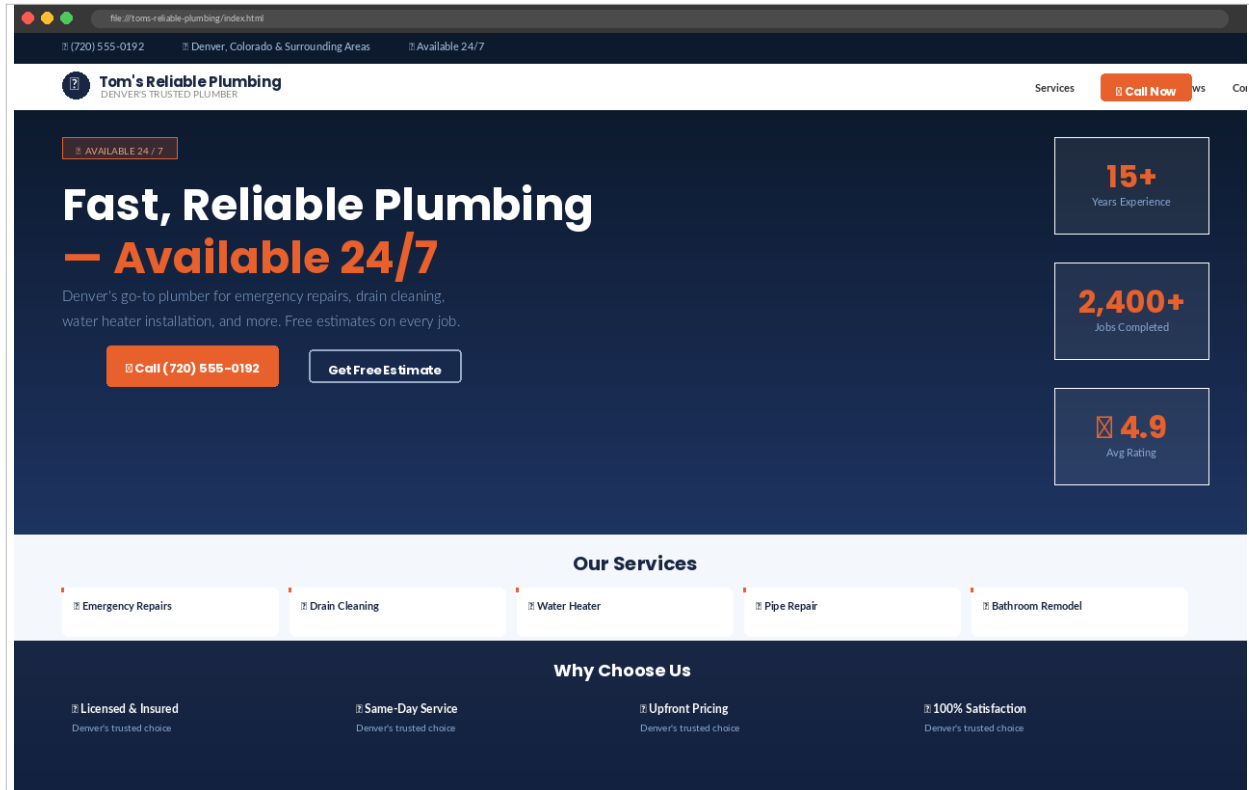 file:///toms-reliable-plumbing/index.html
(720) 555-0192 Denver, Colorado & Surrounding Areas Available 24/7
Tom's Reliable Plumbing
DENVER'S TRUSTED PLUMBER
Services Call Now ws Con
AVAILABLE 24 / 7
Fast, Reliable Plumbing
— Available 24/7
Denver's go-to plumber for emergency repairs, drain cleaning,
water heater installation, and more. Free estimates on every job.
Call (720) 555-0192 Get Free Estimate
15+
Years Experience
2,400+
Jobs Completed
4.9
Avg Rating
Our Services
Emergency Repairs Drain Cleaning Water Heater Pipe Repair Bathroom Remodel
Why Choose Us
Licensed & Insured Same-Day Service Upfront Pricing 100% Satisfaction
Denver's trusted choice Denver's trusted choice Denver's trusted choice Denver's trusted choice